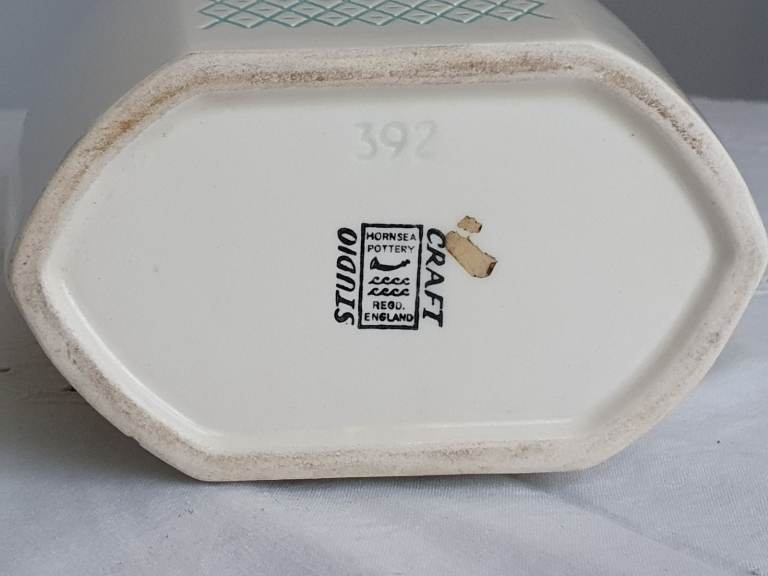 392
STUDIO
HORNSEA
POTTERY
REGD.
ENGLAND
CRAFT